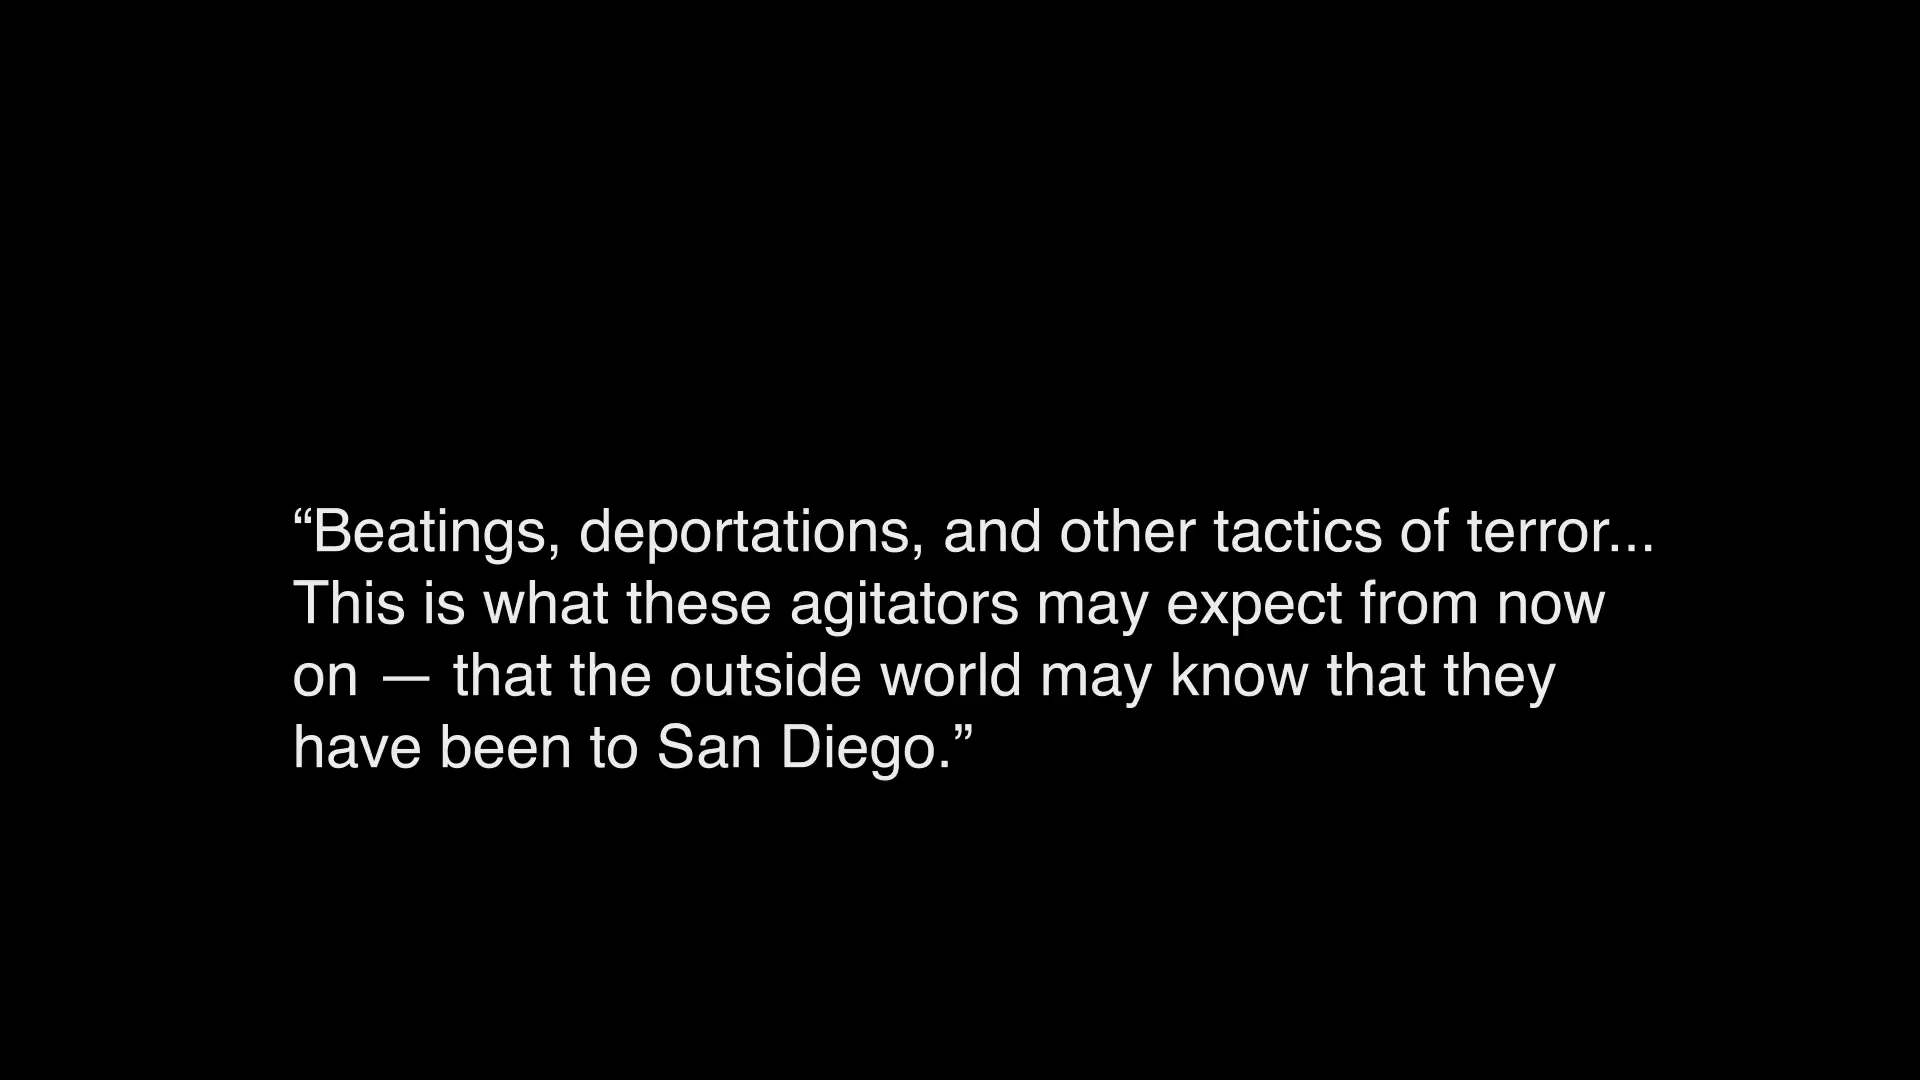 “Beatings, deportations, and other tactics of terror...
This is what these agitators may expect from now
on — that the outside world may know that they
have been to San Diego.”